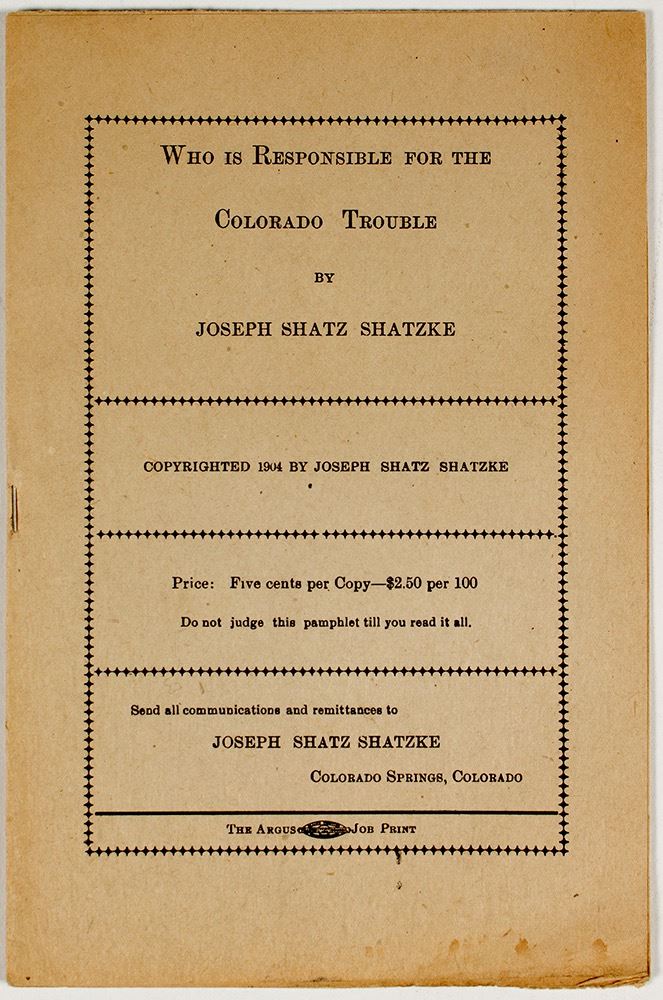 Who is Responsible for the
Colorado Trouble
BY
JOSEPH SHATZ SHATZKE
COPYRIGHTED 1904 BY JOSEPH SHATZ SHATZKE
Price: Five cents per Copy—$2.50 per 100
Do not judge this pamphlet till you read it all.
Send all communications and remittances to
JOSEPH SHATZ SHATZKE
Colorado Springs, Colorado
The Argus Job Print